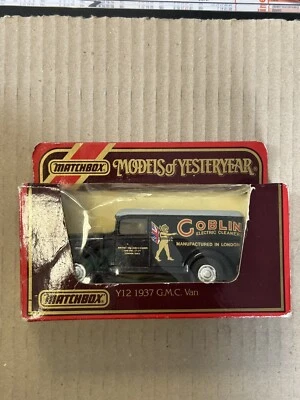 MATCHBOX
MODELS of YESTERYEAR
GOBLIN
ELECTRIC CLEANERS
MANUFACTURED IN LONDON
MATCHBOX
Y12 1937 G.M.C. Van